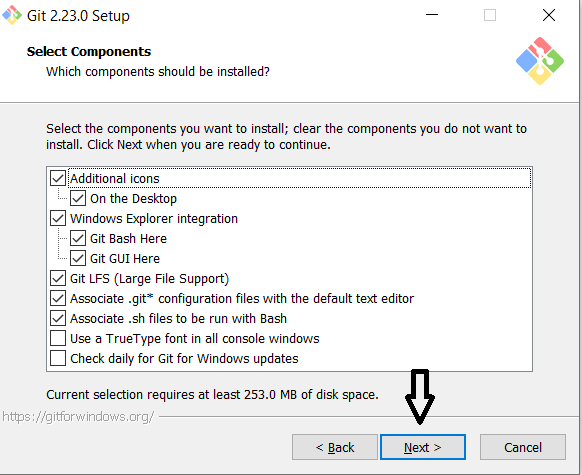 Git 2.23.0 Setup
Select Components
Which components should be installed?
Select the components you want to install; clear the components you do not want to
install. Click Next when you are ready to continue.
Additional icons
On the Desktop
Windows Explorer integration
Git Bash Here
Git GUI Here
Git LFS (Large File Support)
Associate .git* configuration files with the default text editor
Associate .sh files to be run with Bash
Use a TrueType font in all console windows
Check daily for Git for Windows updates
Current selection requires at least 253.0 MB of disk space.
https://gitforwindows.org/
< Back
Next >
Cancel